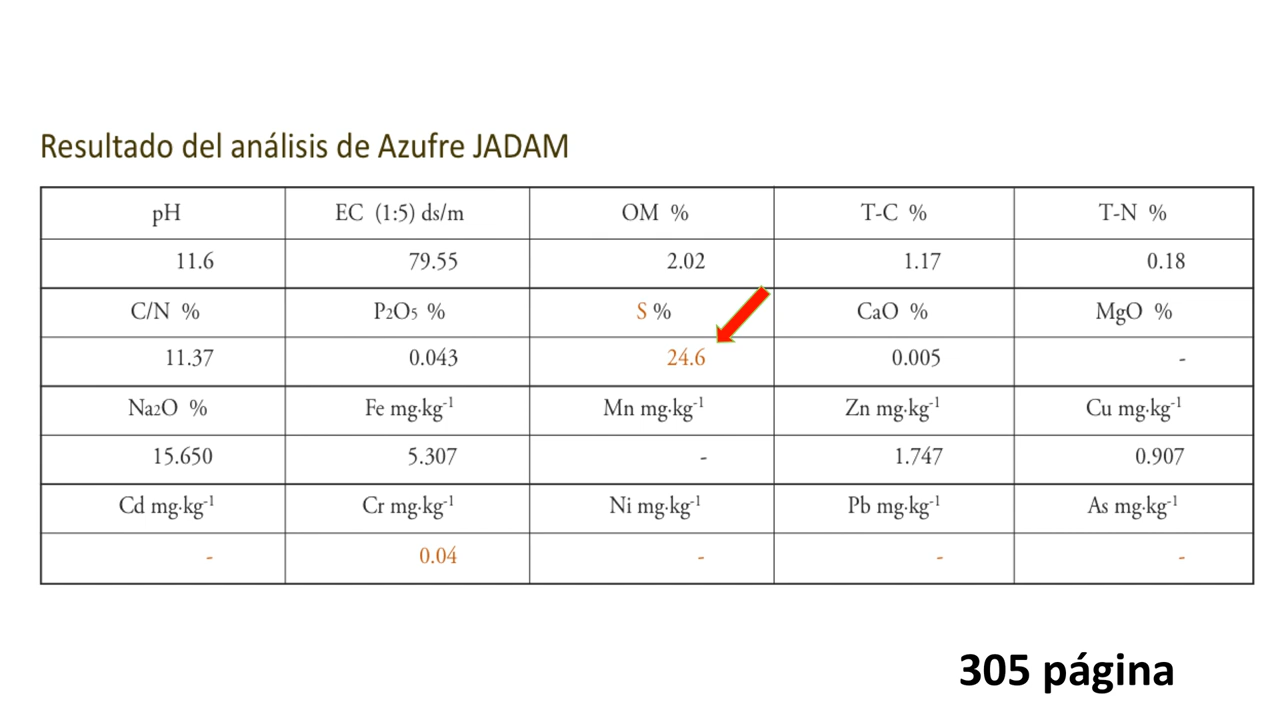 Resultado del análisis de Azufre JADAM
pH EC (1:5) ds/m OM % T-C % T-N %
11.6 79.55 2.02 1.17 0.18
C/N % P₂O₅ % S % CaO % MgO %
11.37 0.043 24.6 0.005 -
Na₂O % Fe mg·kg⁻¹ Mn mg·kg⁻¹ Zn mg·kg⁻¹ Cu mg·kg⁻¹
15.650 5.307 - 1.747 0.907
Cd mg·kg⁻¹ Cr mg·kg⁻¹ Ni mg·kg⁻¹ Pb mg·kg⁻¹ As mg·kg⁻¹
- 0.04 - - -
305 página